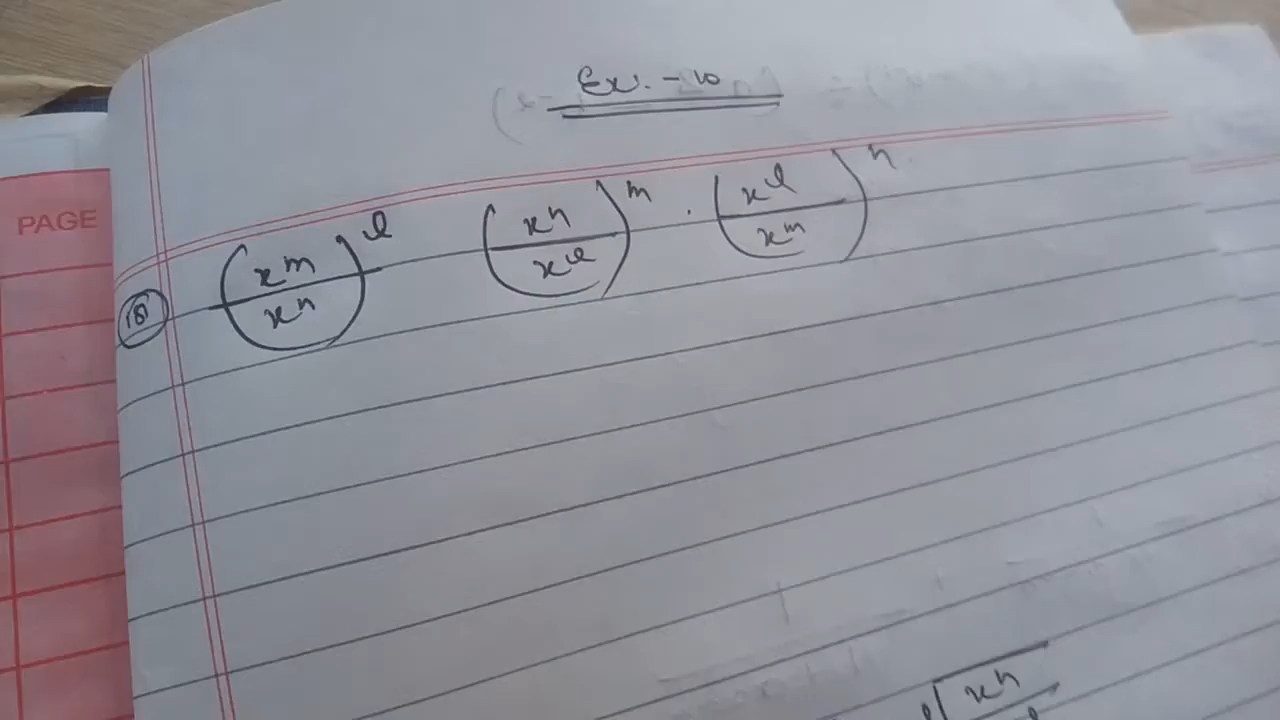 Ex. - 10
PAGE
(18) (x^m / x^n)^l (x^n / x^l)^m . (x^l / x^m)^n
x^n